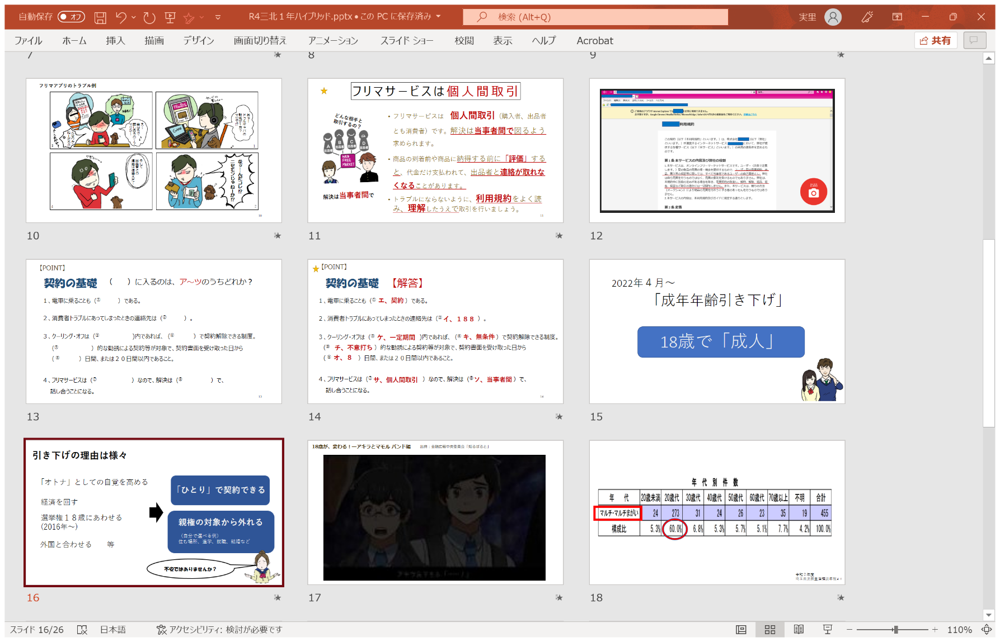 自動保存 オフ R4三北１年ハイブリッド.pptx • この PC に保存済み 検索 (Alt+Q) 実里
ファイル ホーム 挿入 描画 デザイン 画面切り替え アニメーション スライド ショー 校閲 表示 ヘルプ Acrobat 共有
7 8 9
フリマアプリのトラブル例
なッ…なんだコレ!?
ニセモンじゃねーか!?
10
10
フリマサービスは個人間取引
どんな相手と
取引するの？
A 出品者 B 出品者 C 出品者 D 出品者
WEB FREE MARKET
解決は当事者間で
• フリマサービスは 個人間取引（購入者、出品者
とも消費者）です。解決は当事者間で図るよう
求められます。
• 商品の到着前や商品に納得する前に「評価」する
と、代金だけ支払われて、出品者と連絡が取れな
くなることがあります。
• トラブルにならないように、利用規約をよく読
み、理解したうえで取引を行いましょう。
11
11
利用規約
第１条 本サービスの内容及び弊社の役割
第２条 定義
出品
12
【POINT】
契約の基礎 （ ）に入るのは、ア～ツのうちどれか？
１、電車に乗ることも（① ）である。
２、消費者トラブルにあってしまったときの連絡先は（② ）。
３、クーリング・オフは（③ )内であれば、（④ ）で契約解除できる制度。
（⑤ ）的な勧誘による契約等が対象で、契約書面を受け取った日から
（⑥ ）日間、または２０日間以内であること。
４、フリマサービスは（⑦ ）なので、解決は（⑧ ）で、
話し合うことになる。
13
13
【POINT】
契約の基礎 【解答】
１、電車に乗ることも（① エ、契約 ）である。
２、消費者トラブルにあってしまったときの連絡先は（② イ、１８８ ）。
３、クーリング・オフは（③ ケ、一定期間 )内であれば、（④ キ、無条件 ）で契約解除できる制度。
（⑤ チ、不意打ち ）的な勧誘による契約等が対象で、契約書面を受け取った日から
（⑥ オ、８ ）日間、または２０日間以内であること。
４、フリマサービスは（⑦ サ、個人間取引 ）なので、解決は（⑧ ソ、当事者間 ）で、
話し合うことになる。
14
14
2022年４月～
「成年年齢引き下げ」
18歳で「成人」
15
引き下げの理由は様々
「オトナ」としての自覚を高める
経済を回す
選挙権１８歳にあわせる
(2016年～)
外国と合わせる 等
「ひとり」で契約できる
親権の対象から外れる
（自分で選べる例）
住む場所、進学、就職、結婚など
不安ではありませんか？
16
18歳が、変わる！ーアキラとマモル バンド編 出典：金融広報中央委員会「知るぽると」
17
年 代 別 件 数
年 代 20歳未満 20歳代 30歳代 40歳代 50歳代 60歳代 70歳以上 不明 合計
マルチ・マルチまがい 24 273 31 24 26 23 35 19 455
構成比 5.3% 60.0% 6.8% 5.3% 5.7% 5.1% 7.7% 4.2% 100.0%
令和２年度
埼玉県消費生活相談年報より
18
スライド 16/26 日本語 アクセシビリティ: 検討が必要です 110%